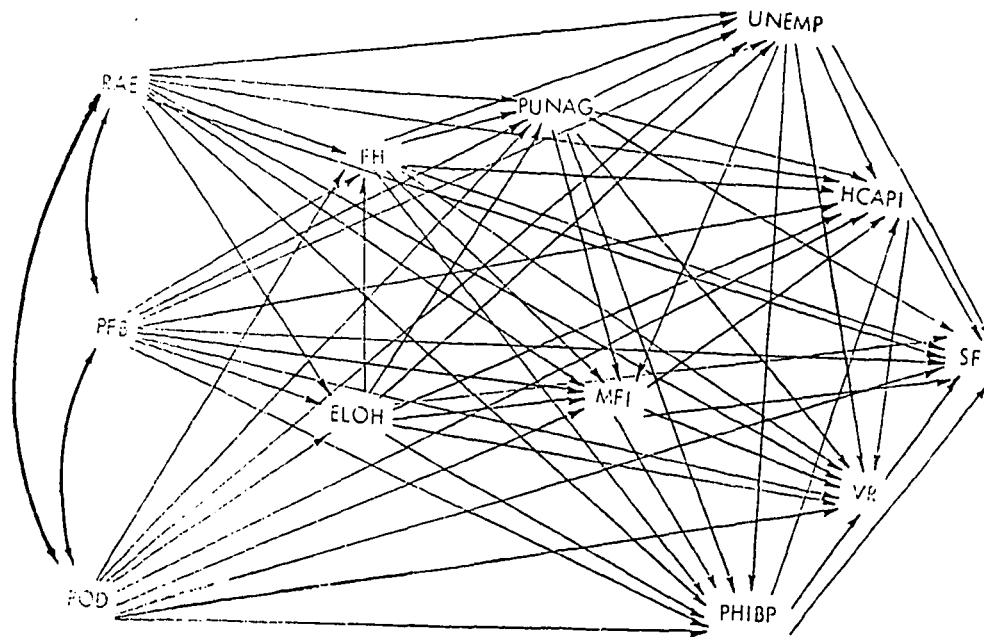 UNEMP
RAE
PUNAG
FH
HCAPI
PFB
SF
MFI
ELOH
VR
POD
PHIBP